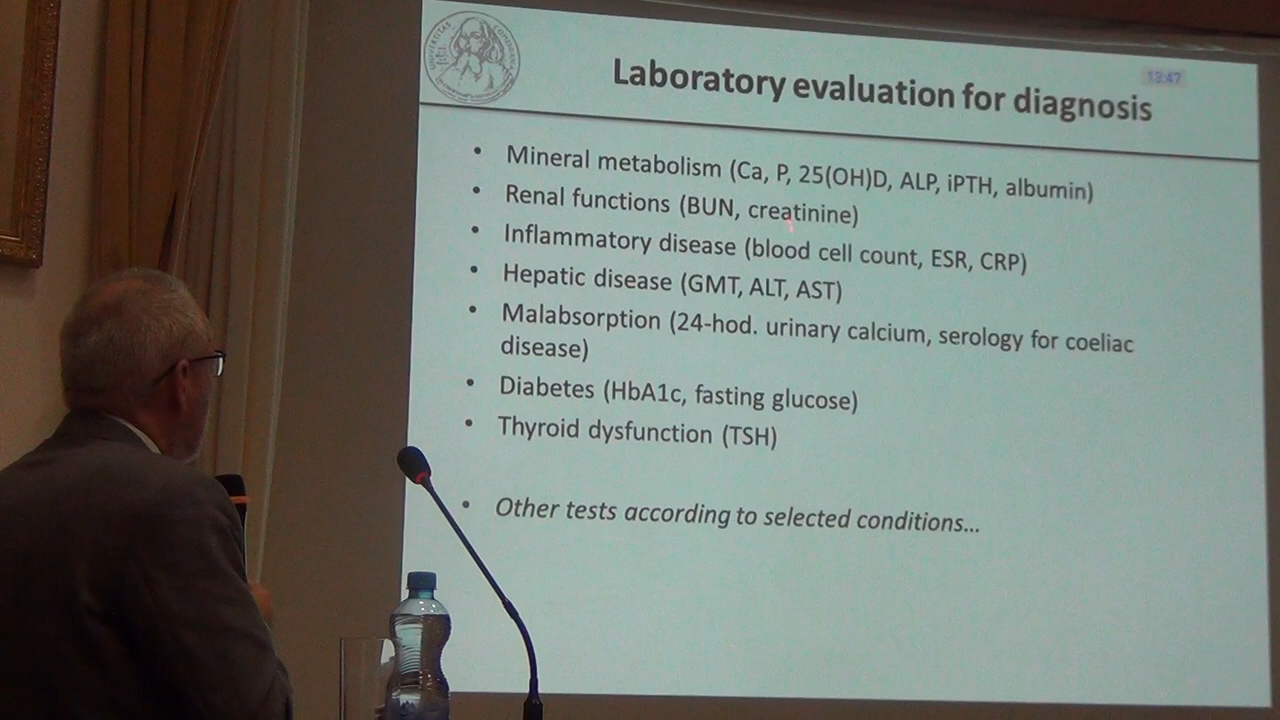 Laboratory evaluation for diagnosis
13:47
UNIVERSITAS COMENIANA
• Mineral metabolism (Ca, P, 25(OH)D, ALP, iPTH, albumin)
• Renal functions (BUN, creatinine)
• Inflammatory disease (blood cell count, ESR, CRP)
• Hepatic disease (GMT, ALT, AST)
• Malabsorption (24-hod. urinary calcium, serology for coeliac
disease)
• Diabetes (HbA1c, fasting glucose)
• Thyroid dysfunction (TSH)
• Other tests according to selected conditions...